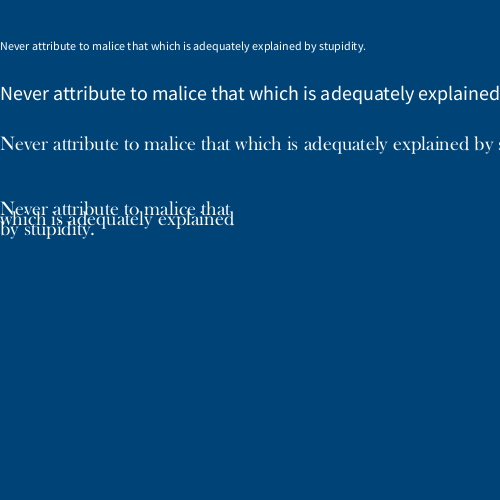 Never attribute to malice that which is adequately explained by stupidity.
Never attribute to malice that which is adequately explained
Never attribute to malice that which is adequately explained by
Never attribute to malice that
which is adequately explained
by stupidity.